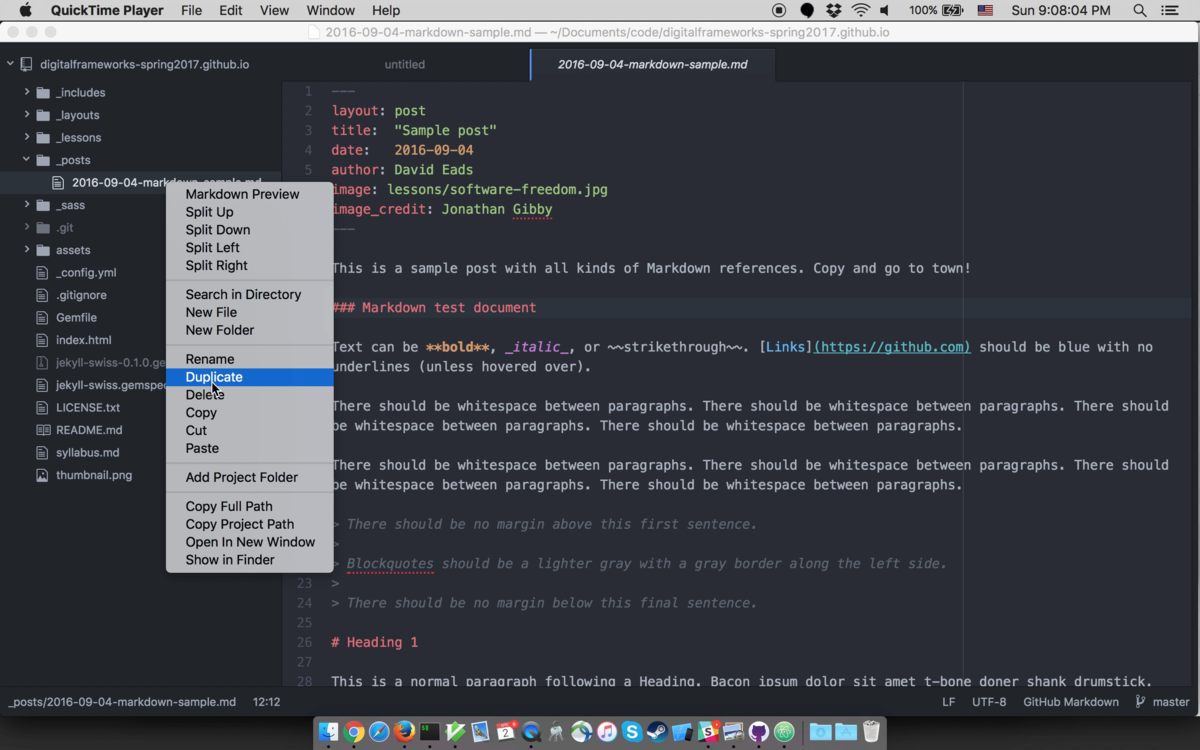 QuickTime Player File Edit View Window Help 100% Sun 9:08:04 PM
2016-09-04-markdown-sample.md — ~/Documents/code/digitalframeworks-spring2017.github.io
digitalframeworks-spring2017.github.io
untitled
2016-09-04-markdown-sample.md
_includes
_layouts
_lessons
_posts
2016-09-04-markdown-sample.md
_sass
.git
assets
_config.yml
.gitignore
Gemfile
index.html
jekyll-swiss-0.1.0.ge
jekyll-swiss.gemspec
LICENSE.txt
README.md
syllabus.md
thumbnail.png
Markdown Preview
Split Up
Split Down
Split Left
Split Right
Search in Directory
New File
New Folder
Rename
Duplicate
Delete
Copy
Cut
Paste
Add Project Folder
Copy Full Path
Copy Project Path
Open In New Window
Show in Finder
1 ---
2 layout: post
3 title: "Sample post"
4 date: 2016-09-04
5 author: David Eads
image: lessons/software-freedom.jpg
image_credit: Jonathan Gibby
---
This is a sample post with all kinds of Markdown references. Copy and go to town!
### Markdown test document
Text can be **bold**, _italic_, or ~~strikethrough~~. [Links](https://github.com) should be blue with no
underlines (unless hovered over).
There should be whitespace between paragraphs. There should be whitespace between paragraphs. There should
be whitespace between paragraphs. There should be whitespace between paragraphs.
There should be whitespace between paragraphs. There should be whitespace between paragraphs. There should
be whitespace between paragraphs. There should be whitespace between paragraphs.
> There should be no margin above this first sentence.
>
> Blockquotes should be a lighter gray with a gray border along the left side.
23 >
24 > There should be no margin below this final sentence.
25
26 # Heading 1
27
28 This is a normal paragraph following a Heading. Bacon ipsum dolor sit amet t-bone doner shank drumstick.
_posts/2016-09-04-markdown-sample.md 12:12 LF UTF-8 GitHub Markdown master
2